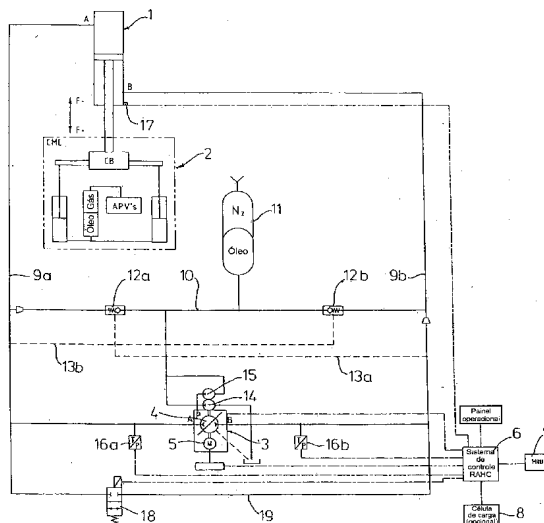 A
1
B
F-
F+
17
CML
CB
2
Gás
Óleo
APV's
N2
Óleo
11
9a
12a
10
12b
9b
13b
13a
15
14
4
A
B
3
5
M
16a
16b
Painel
operacional
6
Sistema
de
controle
RAHC
Célula
de carga
(opcional)
8
18
19